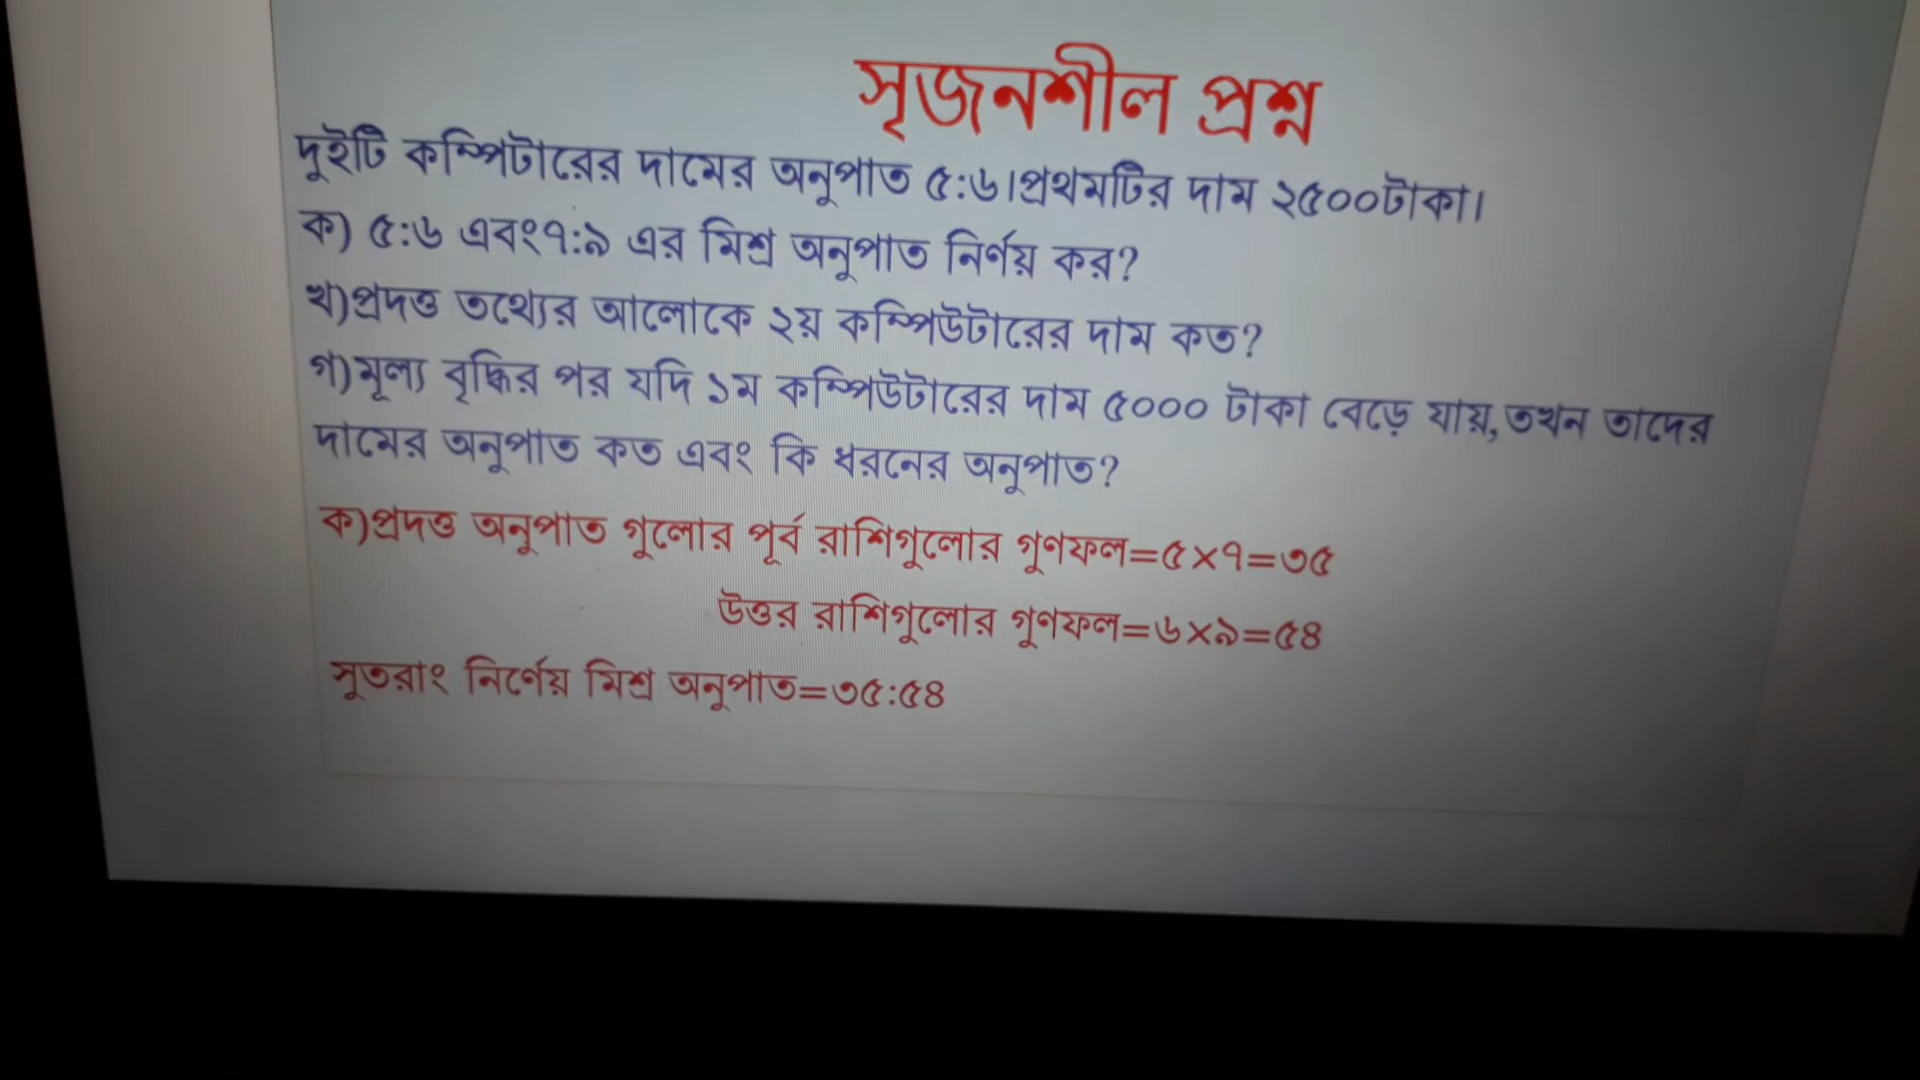 সৃজনশীল প্রশ্ন
দুইটি কম্পিটারের দামের অনুপাত ৫:৬।প্রথমটির দাম ২৫০০টাকা।
ক) ৫:৬ এবং৭:৯ এর মিশ্র অনুপাত নির্ণয় কর?
খ)প্রদত্ত তথ্যের আলোকে ২য় কম্পিউটারের দাম কত?
গ)মূল্য বৃদ্ধির পর যদি ১ম কম্পিউটারের দাম ৫০০০ টাকা বেড়ে যায়,তখন তাদের
দামের অনুপাত কত এবং কি ধরনের অনুপাত?
ক)প্রদত্ত অনুপাত গুলোর পূর্ব রাশিগুলোর গুণফল=৫×৭=৩৫
উত্তর রাশিগুলোর গুণফল=৬×৯=৫৪
সুতরাং নির্ণেয় মিশ্র অনুপাত=৩৫:৫৪